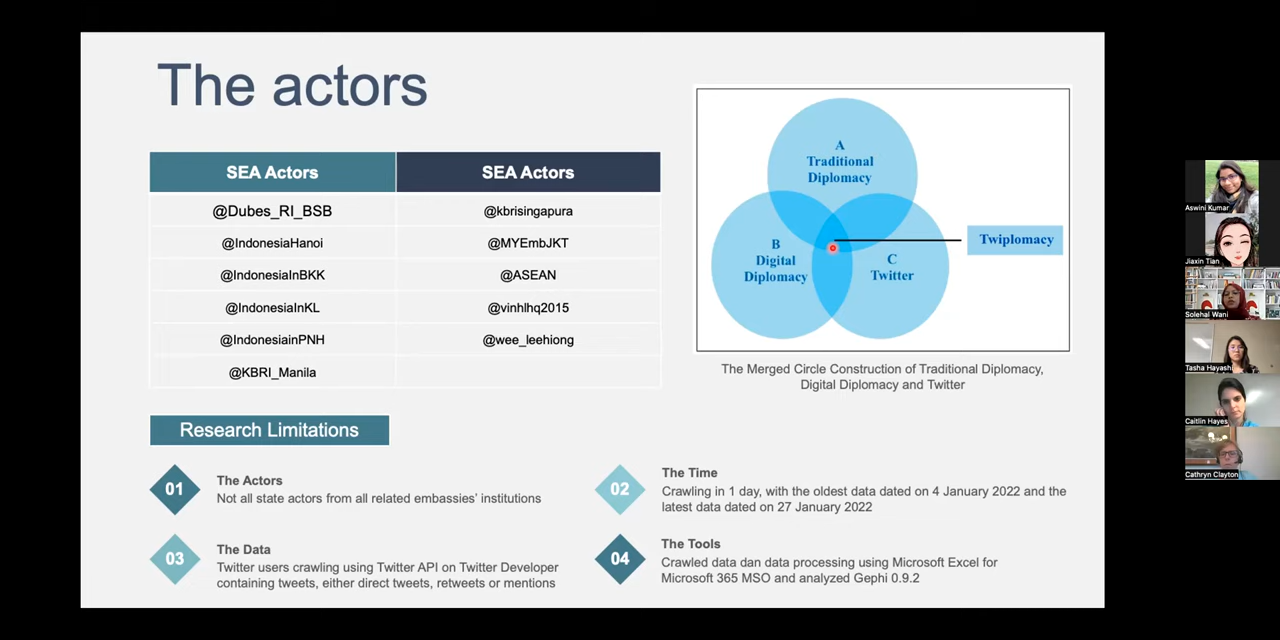 The actors
SEA Actors
SEA Actors
@Dubes_RI_BSB
@kbrisingapura
@IndonesiaHanoi
@MYEmbJKT
@IndonesiaInBKK
@ASEAN
@IndonesiaInKL
@vinhlhq2015
@IndonesiainPNH
@wee_leehiong
@KBRI_Manila
A
Traditional
Diplomacy
B
Digital
Diplomacy
C
Twitter
Twiplomacy
The Merged Circle Construction of Traditional Diplomacy,
Digital Diplomacy and Twitter
Research Limitations
01
The Actors
Not all state actors from all related embassies' institutions
02
The Time
Crawling in 1 day, with the oldest data dated on 4 January 2022 and the
latest data dated on 27 January 2022
03
The Data
Twitter users crawling using Twitter API on Twitter Developer
containing tweets, either direct tweets, retweets or mentions
04
The Tools
Crawled data dan data processing using Microsoft Excel for
Microsoft 365 MSO and analyzed Gephi 0.9.2
Aswini Kumar
Jiaxin Tian
Solehal Wani
Tasha Hayashi
Caitlin Hayes
Cathryn Clayton